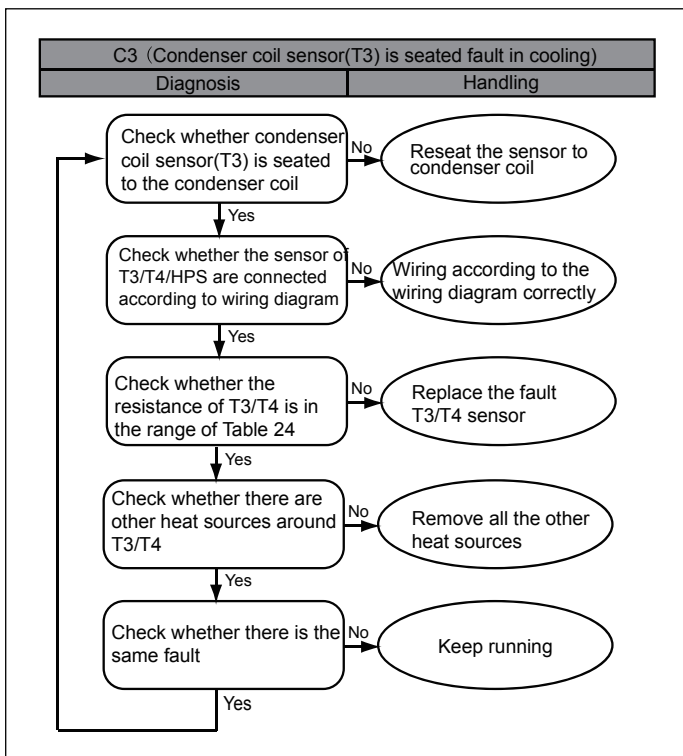 C3（Condenser coil sensor(T3) is seated fault in cooling)
Diagnosis
Handling
Check whether condenser
coil sensor(T3) is seated
to the condenser coil
No
Reseat the sensor to
condenser coil
Yes
Check whether the sensor of
T3/T4/HPS are connected
according to wiring diagram
No
Wiring according to the
wiring diagram correctly
Yes
Check whether the
resistance of T3/T4 is in
the range of Table 24
No
Replace the fault
T3/T4 sensor
Yes
Check whether there are
other heat sources around
T3/T4
No
Remove all the other
heat sources
Yes
Check whether there is the
same fault
No
Keep running
Yes